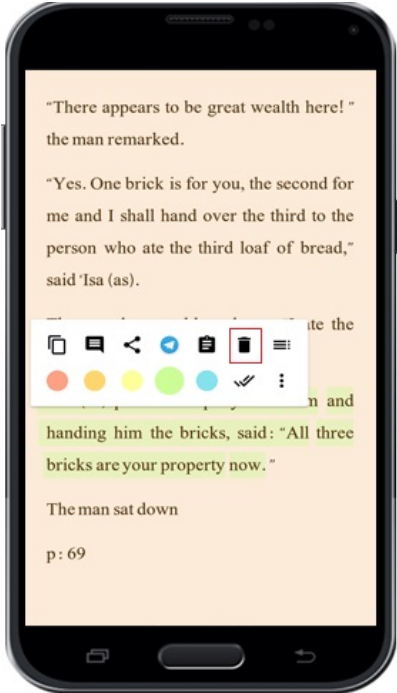 “There appears to be great wealth here! ”
the man remarked.
“Yes. One brick is for you, the second for
me and I shall hand over the third to the
person who ate the third loaf of bread,”
said ‘Isa (as).
ate the
and
handing him the bricks, said: “All three
bricks are your property now. ”
The man sat down
p : 69